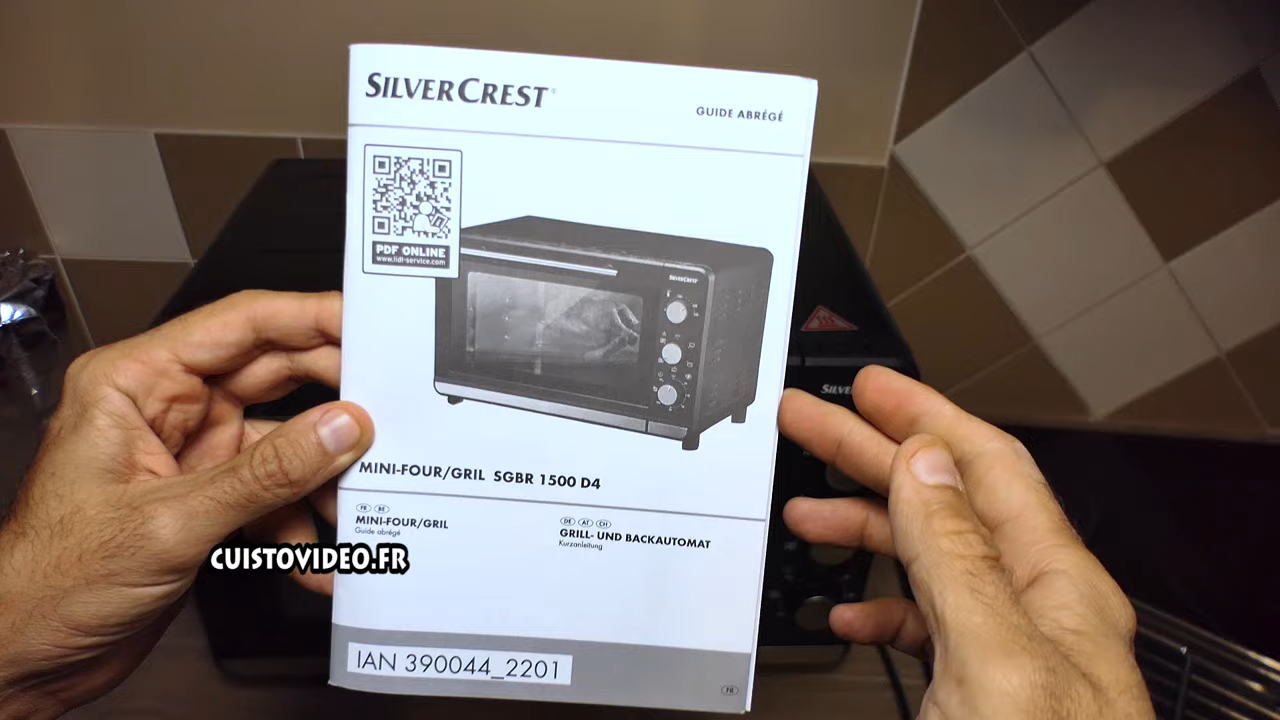 SILVERCREST®
GUIDE ABRÉGÉ
PDF ONLINE
www.lidl-service.com
SILVERCREST
MINI-FOUR/GRIL SGBR 1500 D4
FR BE
MINI-FOUR/GRIL
Guide abrégé
DE AT CH
GRILL- UND BACKAUTOMAT
Kurzanleitung
IAN 390044_2201
FR
SILVE
CUISTOVIDEO.FR